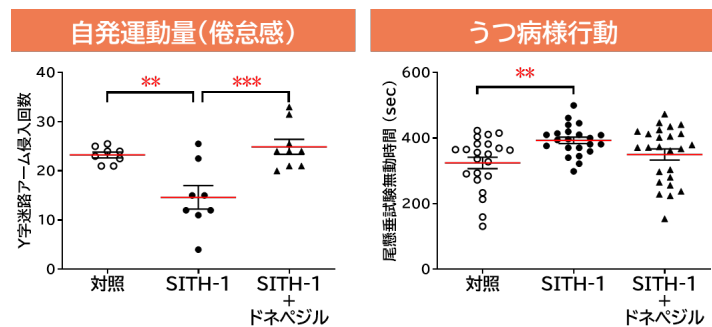 自発運動量(倦怠感)
うつ病様行動
Y字迷路アーム侵入回数
40
30
20
10
0
**
***
対照
SITH-1
SITH-1
+
ドネペジル
尾懸垂試験無動時間 (sec)
600
400
200
0
**
対照
SITH-1
SITH-1
+
ドネペジル